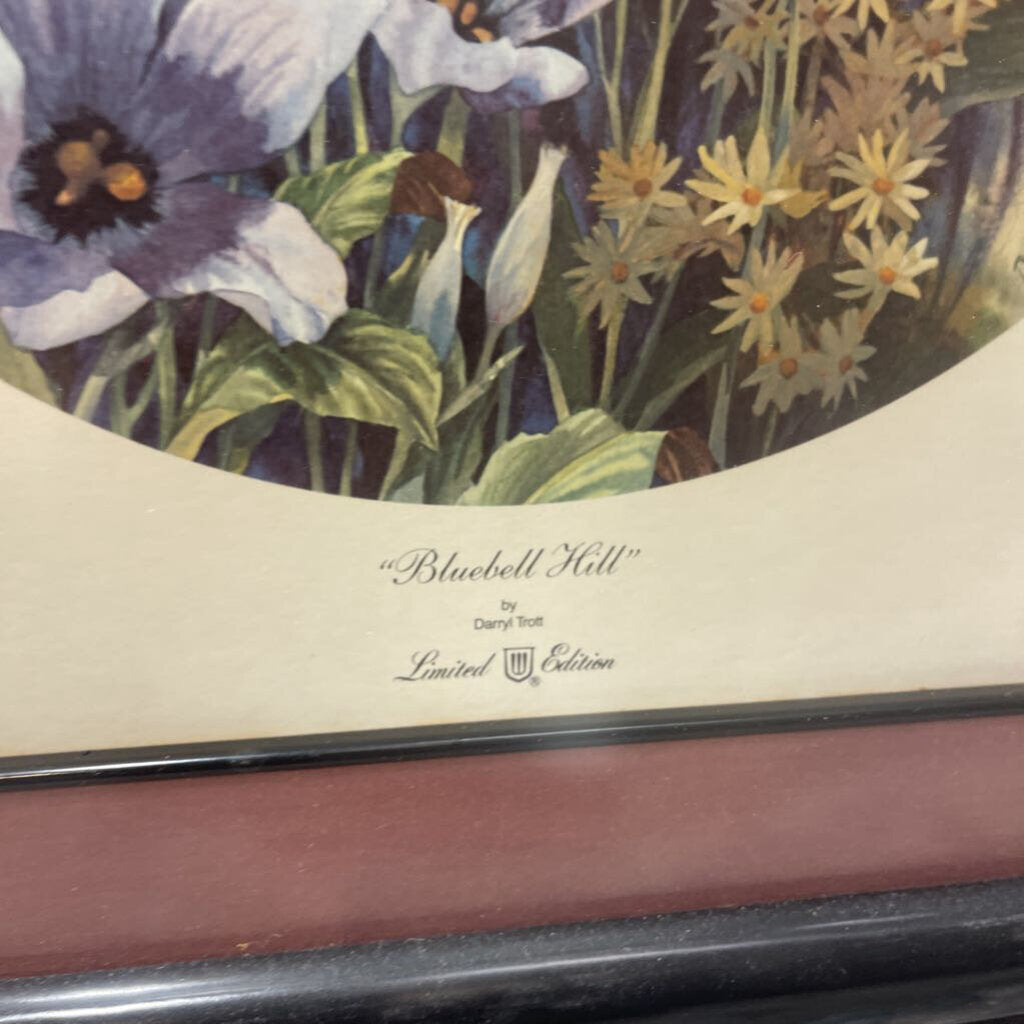 “Bluebell Hill”
by
Darryl Trott
Limited Edition
®